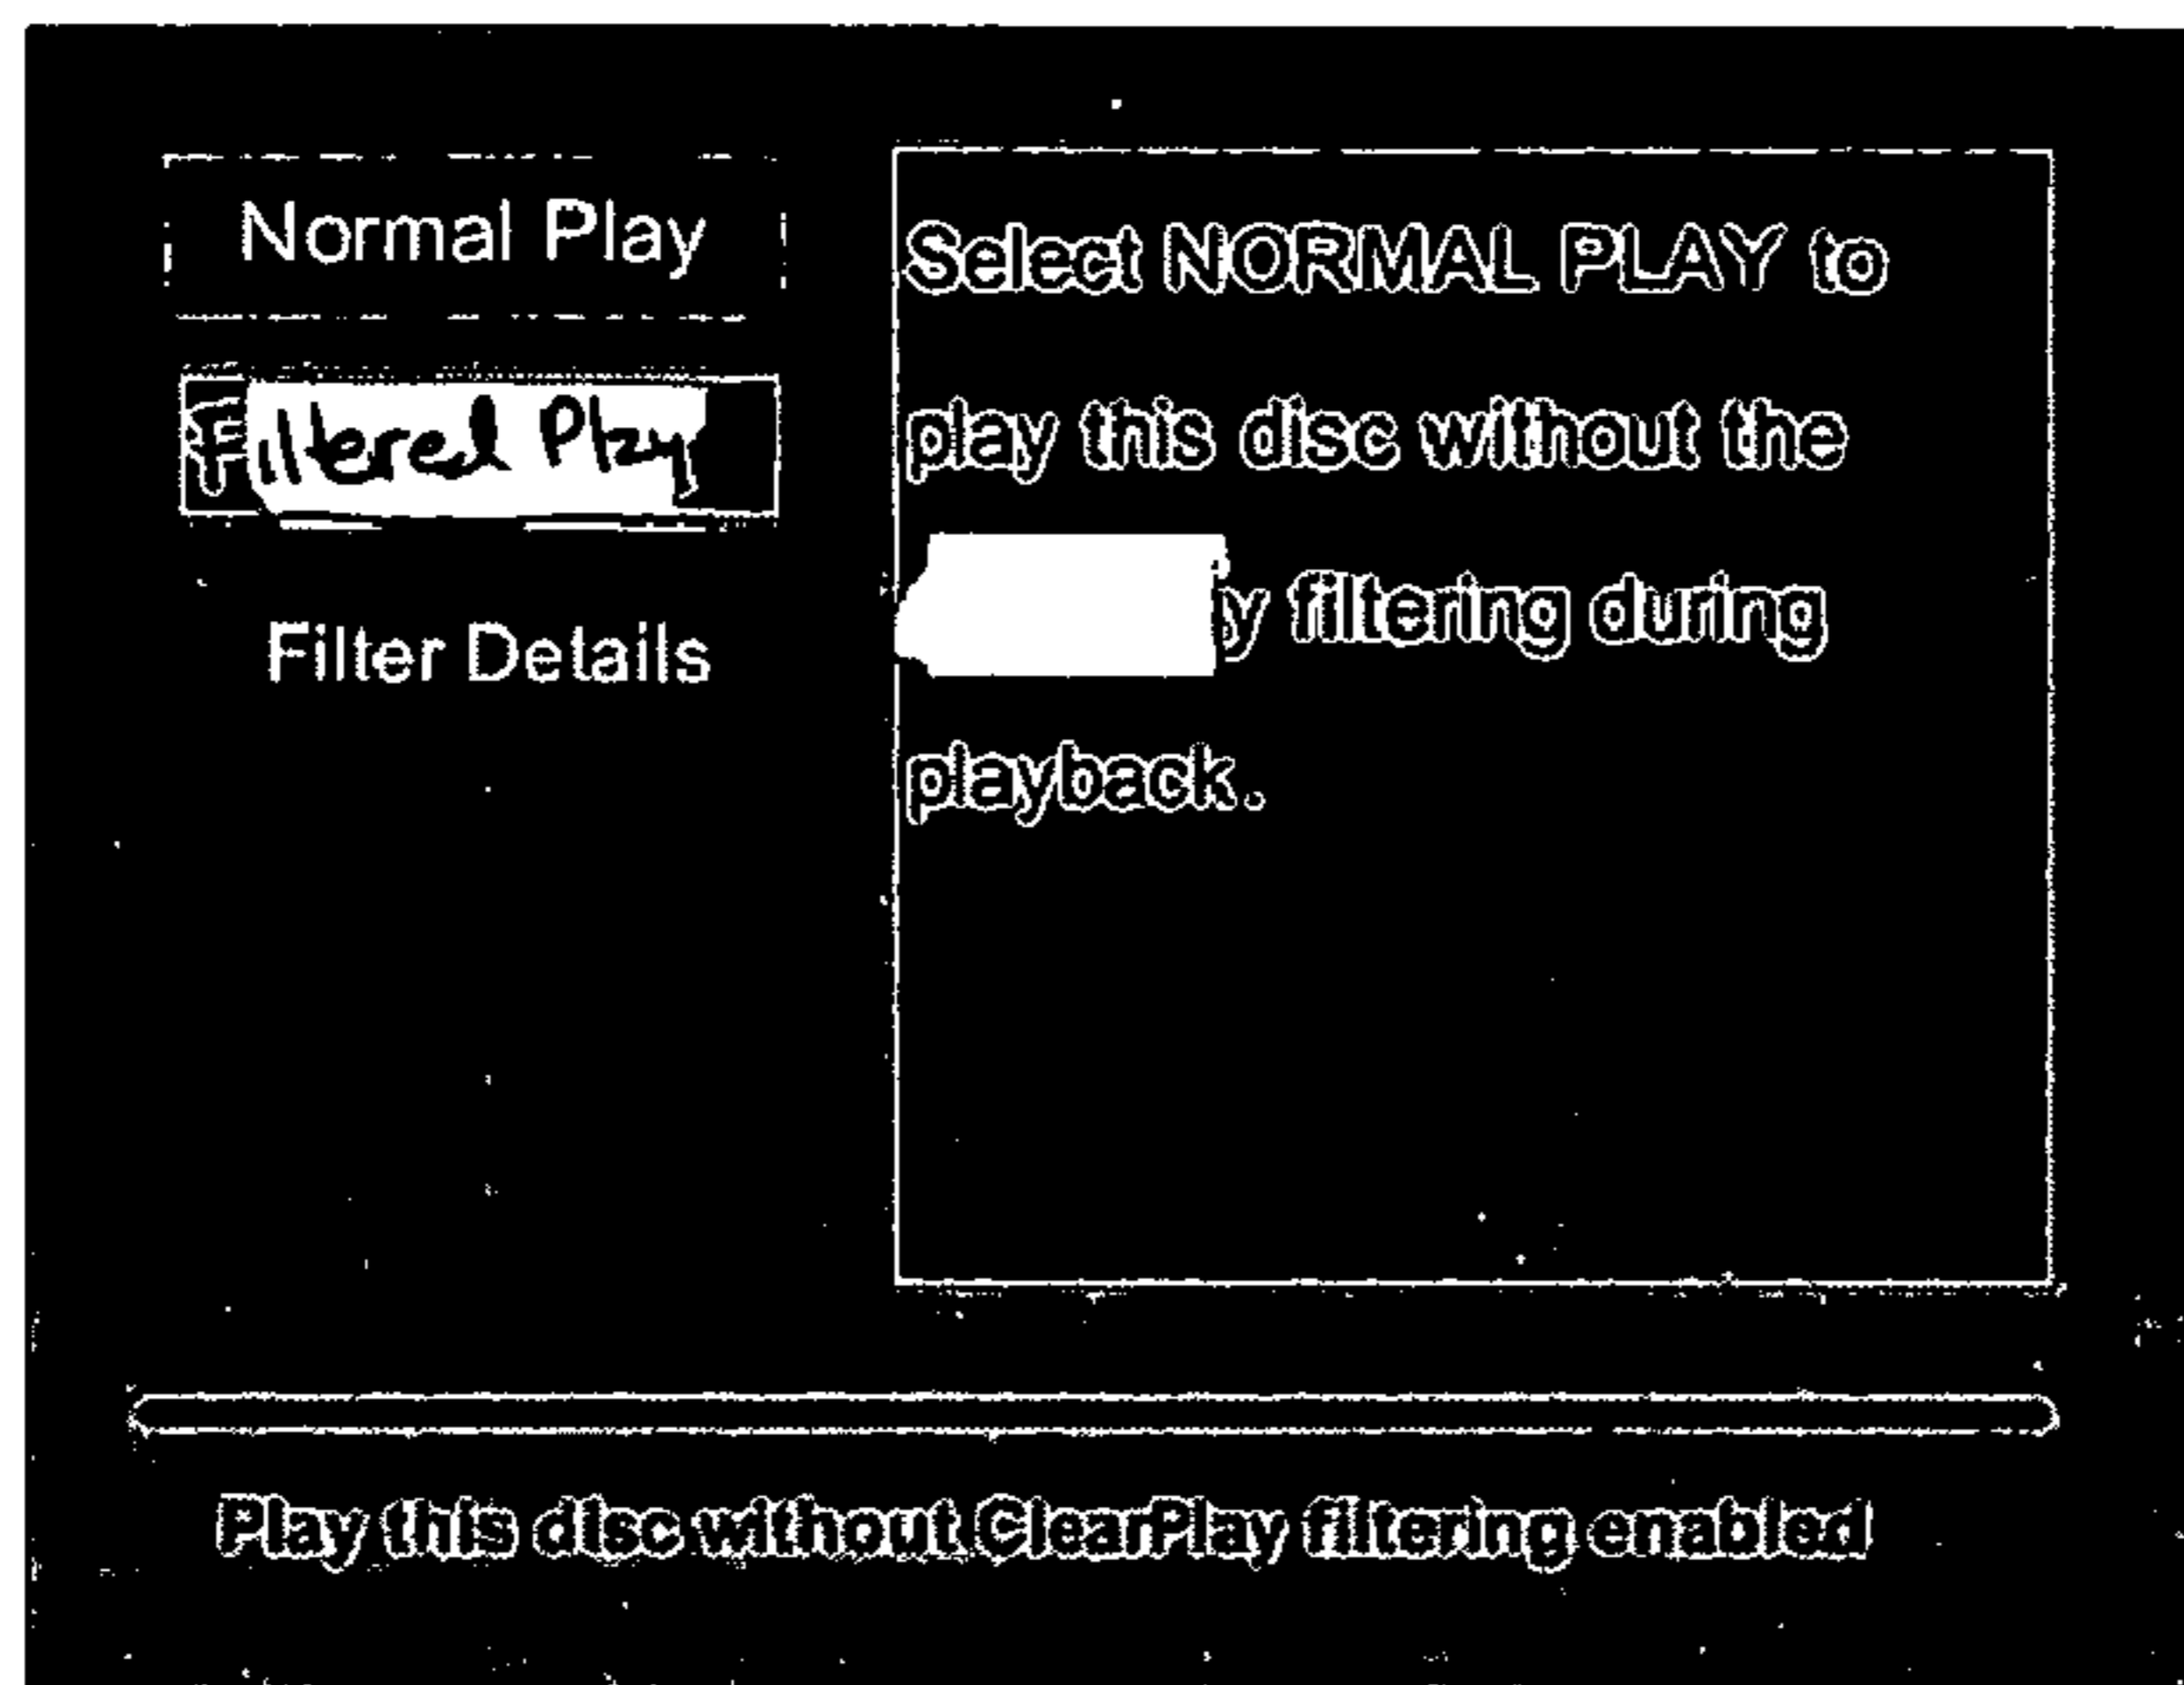 Normal Play
Filtered Play
Filter Details
Select NORMAL PLAY to
play this disc without the
y filtering during
playback.
Play this disc without ClearPlay filtering enabled